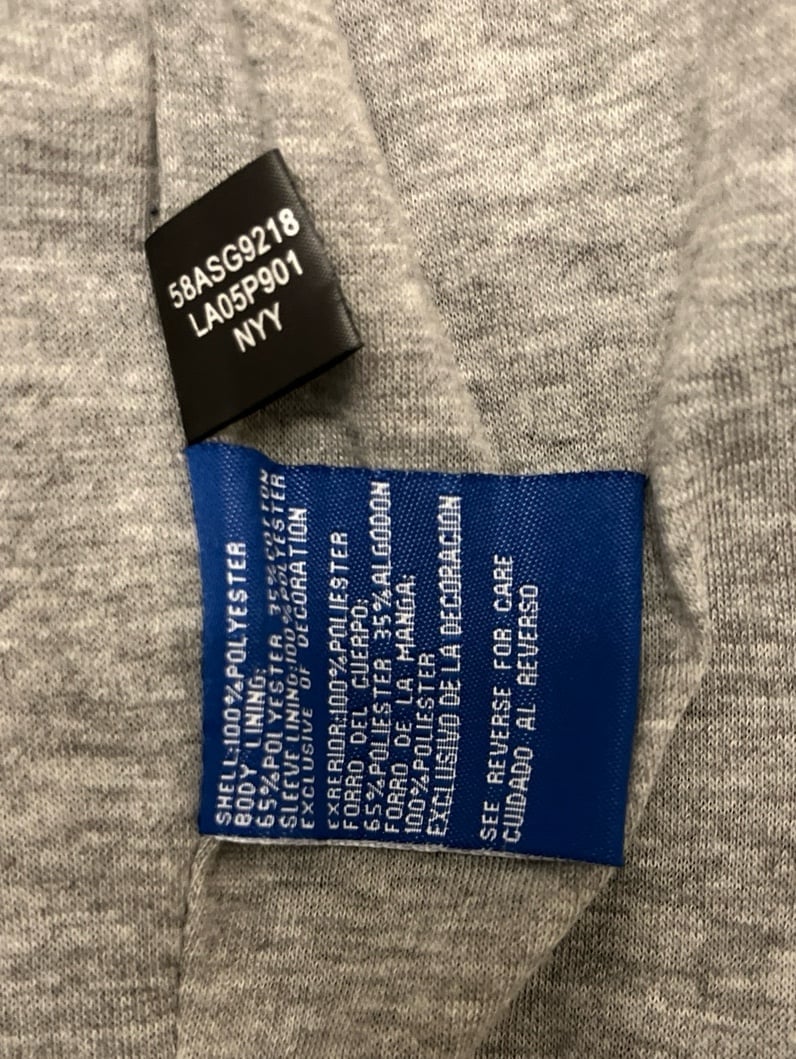 58ASG9218
LA05P901
NYY
SHELL:100%POLYESTER
BODY LINING:
65%POLYESTER 35%COTTON
SLEEVE LINING:100%POLYESTER
EXCLUSIVE OF DECORATION
EXRERIOR:100%POLIESTER
FORRO DEL CUERPO:
65%POLIESTER 35%ALGODON
FORRO DE LA MANGA:
100%POLIESTER
EXCLUSIVO DE LA DECORACION
SEE REVERSE FOR CARE
CUIDADO AL REVERSO